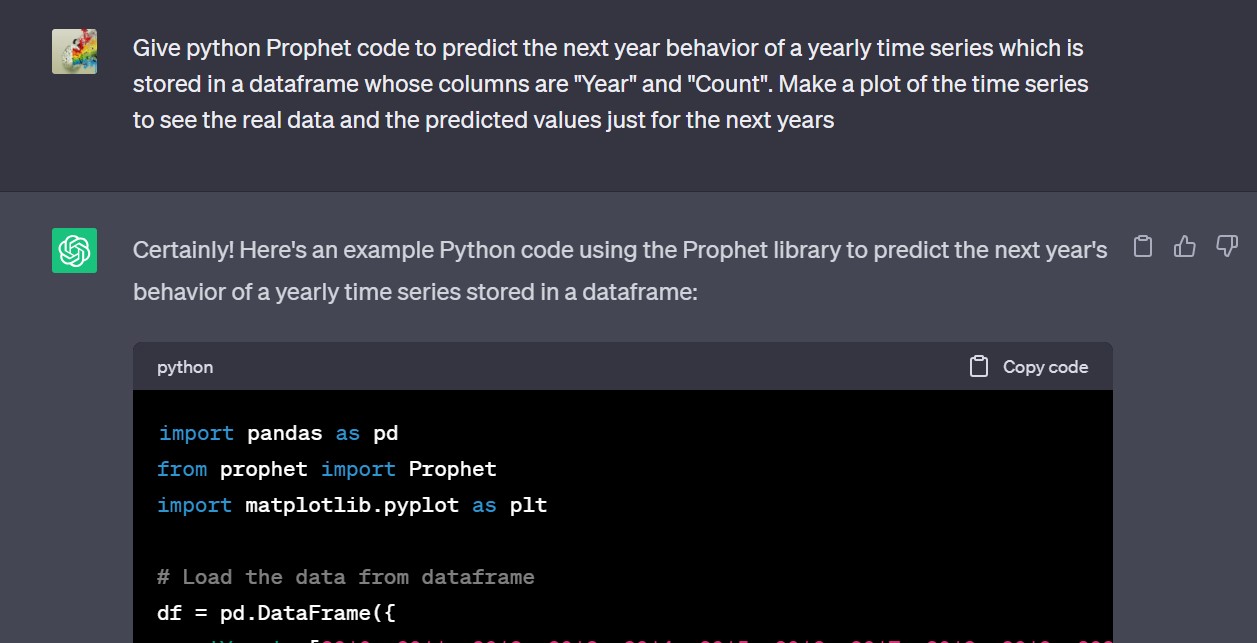 Give python Prophet code to predict the next year behavior of a yearly time series which is
stored in a dataframe whose columns are "Year" and "Count". Make a plot of the time series
to see the real data and the predicted values just for the next years
Certainly! Here's an example Python code using the Prophet library to predict the next year's
behavior of a yearly time series stored in a dataframe:
python Copy code
import pandas as pd
from prophet import Prophet
import matplotlib.pyplot as plt
# Load the data from dataframe
df = pd.DataFrame({